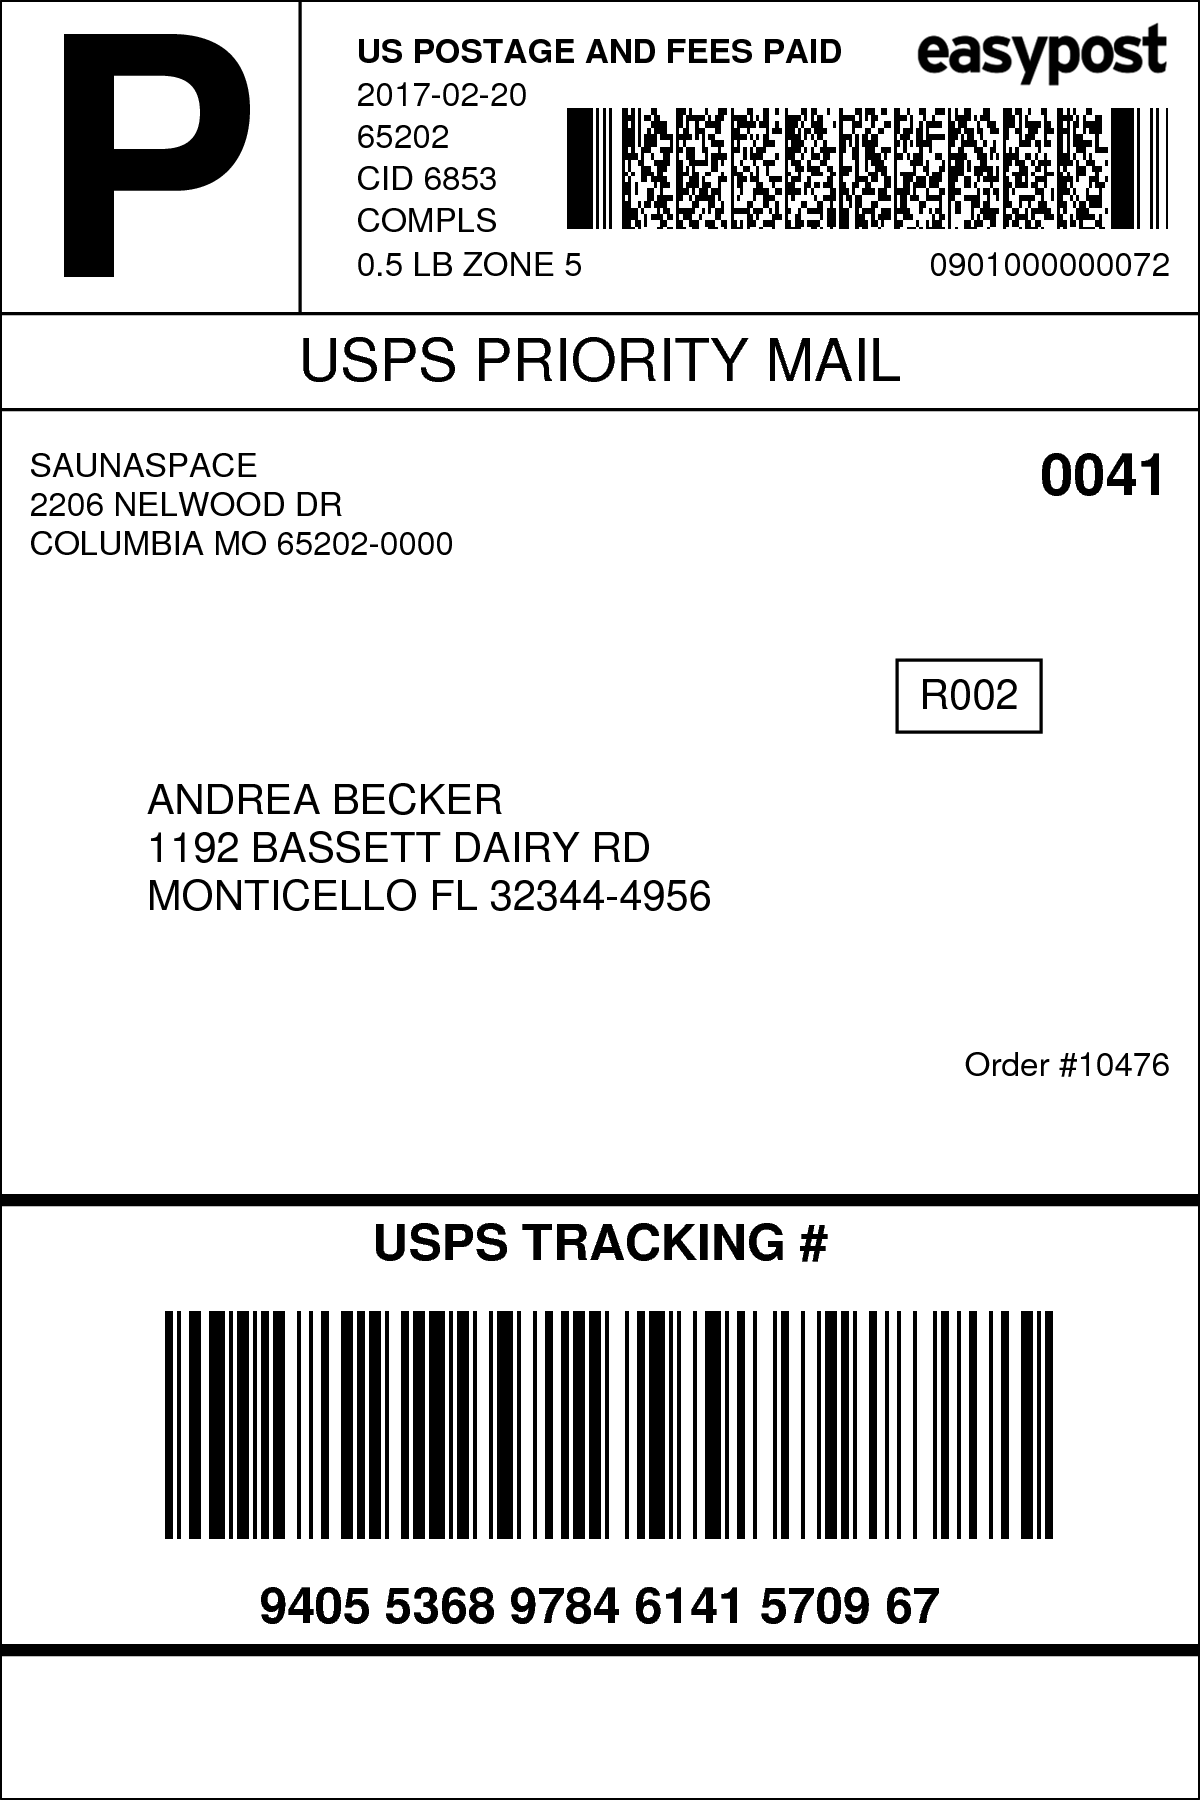 P
US POSTAGE AND FEES PAID
easypost
2017-02-20
65202
CID 6853
COMPLS
0.5 LB ZONE 5
0901000000072
USPS PRIORITY MAIL
SAUNASPACE
2206 NELWOOD DR
COLUMBIA MO 65202-0000
0041
R002
ANDREA BECKER
1192 BASSETT DAIRY RD
MONTICELLO FL 32344-4956
Order #10476
USPS TRACKING #
9405 5368 9784 6141 5709 67